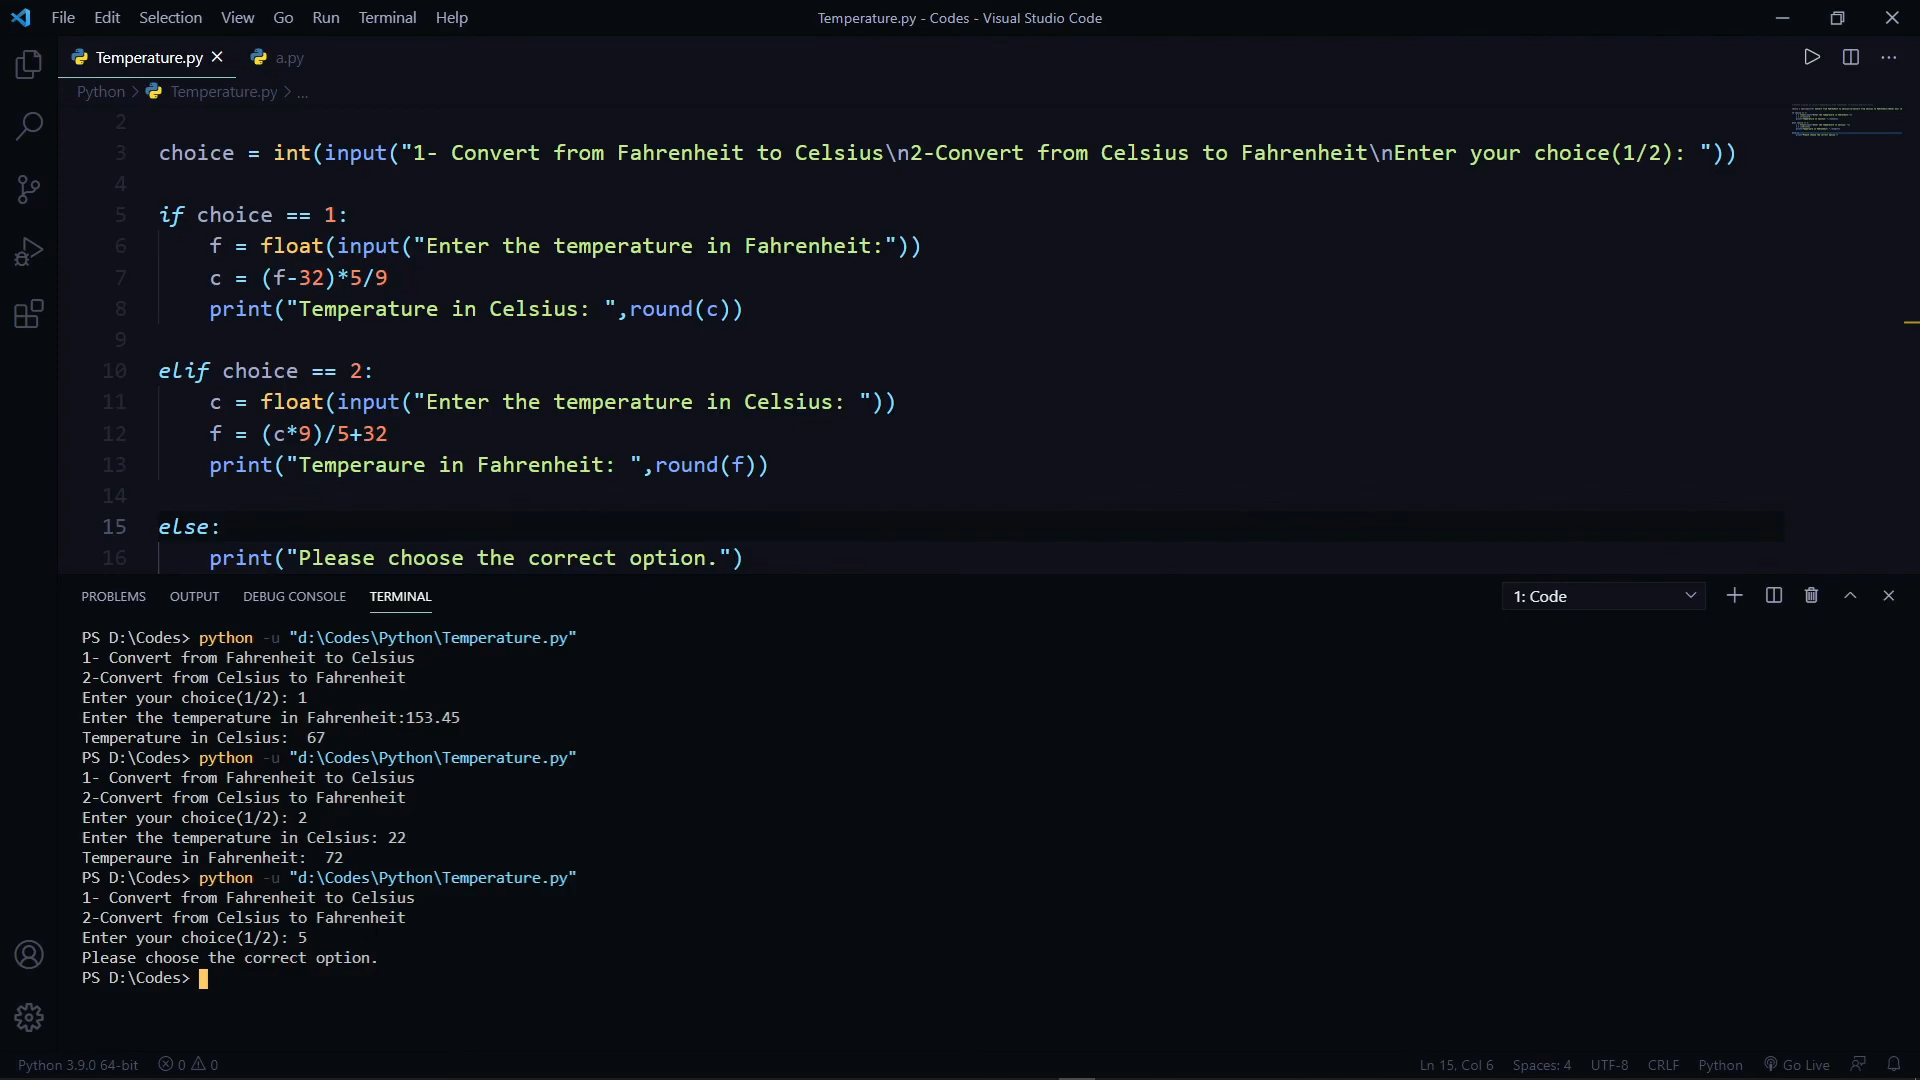 File Edit Selection View Go Run Terminal Help
Temperature.py - Codes - Visual Studio Code
Temperature.py a.py
Python > Temperature.py > ...
2
3 choice = int(input("1- Convert from Fahrenheit to Celsius\n2-Convert from Celsius to Fahrenheit\nEnter your choice(1/2): "))
4
5 if choice == 1:
6 f = float(input("Enter the temperature in Fahrenheit:"))
7 c = (f-32)*5/9
8 print("Temperature in Celsius: ",round(c))
9
10 elif choice == 2:
11 c = float(input("Enter the temperature in Celsius: "))
12 f = (c*9)/5+32
13 print("Temperaure in Fahrenheit: ",round(f))
14
15 else:
16 print("Please choose the correct option.")
PROBLEMS OUTPUT DEBUG CONSOLE TERMINAL 1: Code
PS D:\Codes> python -u "d:\Codes\Python\Temperature.py"
1- Convert from Fahrenheit to Celsius
2-Convert from Celsius to Fahrenheit
Enter your choice(1/2): 1
Enter the temperature in Fahrenheit:153.45
Temperature in Celsius:  67
PS D:\Codes> python -u "d:\Codes\Python\Temperature.py"
1- Convert from Fahrenheit to Celsius
2-Convert from Celsius to Fahrenheit
Enter your choice(1/2): 2
Enter the temperature in Celsius: 22
Temperaure in Fahrenheit:  72
PS D:\Codes> python -u "d:\Codes\Python\Temperature.py"
1- Convert from Fahrenheit to Celsius
2-Convert from Celsius to Fahrenheit
Enter your choice(1/2): 5
Please choose the correct option.
PS D:\Codes>
Python 3.9.0 64-bit 0 0 Ln 15, Col 6 Spaces: 4 UTF-8 CRLF Python Go Live